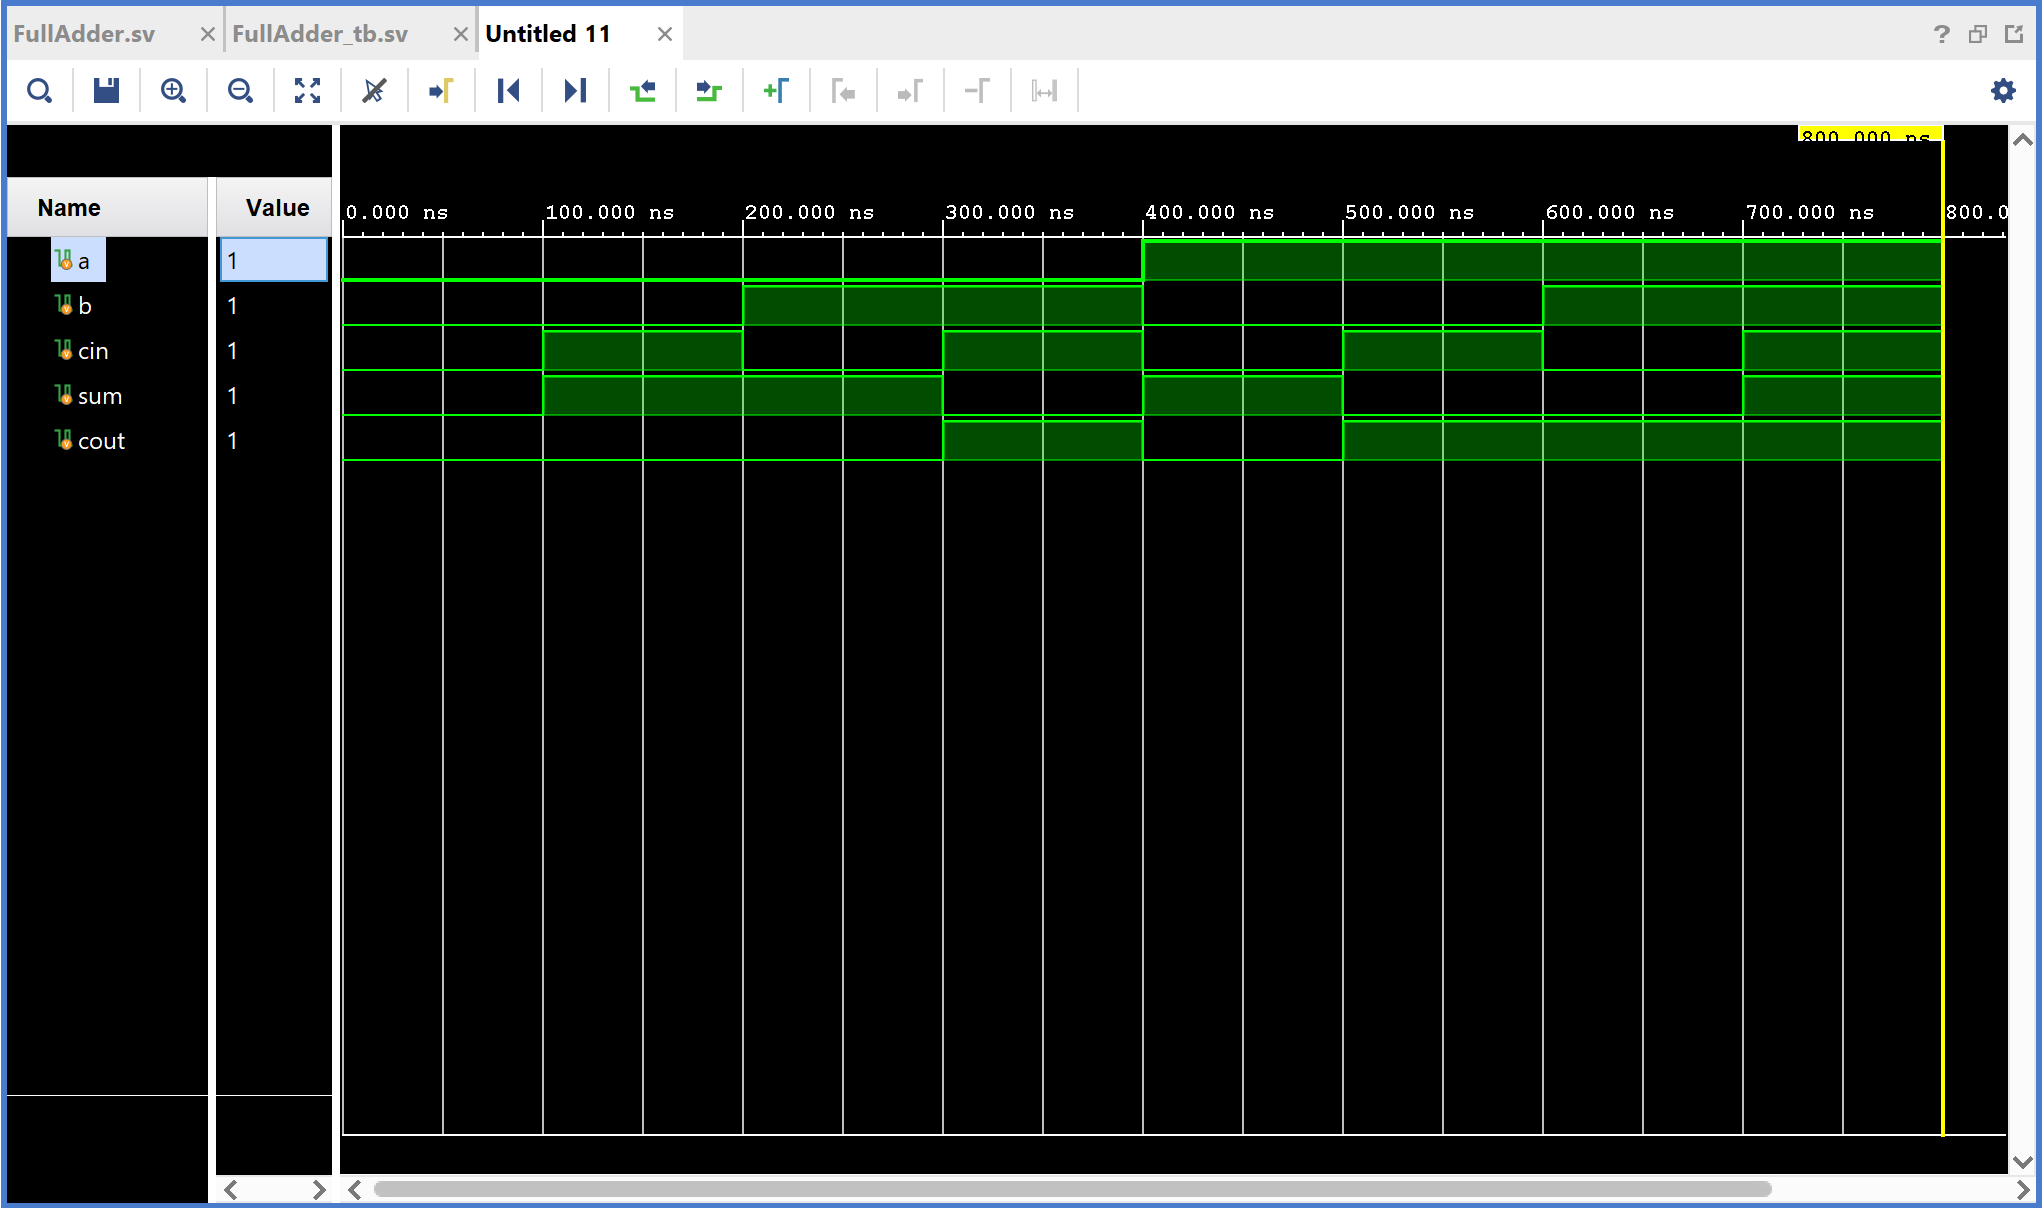 FullAdder.sv FullAdder_tb.sv Untitled 11
?
800.000 ns
Name Value
0.000 ns 100.000 ns 200.000 ns 300.000 ns 400.000 ns 500.000 ns 600.000 ns 700.000 ns 800.0
a 1
b 1
cin 1
sum 1
cout 1